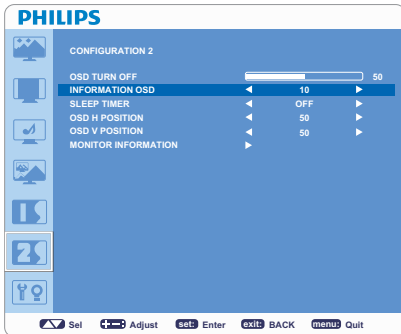 PHILIPS
CONFIGURATION 2
OSD TURN OFF 50
INFORMATION OSD 10
SLEEP TIMER OFF
OSD H POSITION 50
OSD V POSITION 50
MONITOR INFORMATION
Sel Adjust set: Enter exit: BACK menu: Quit